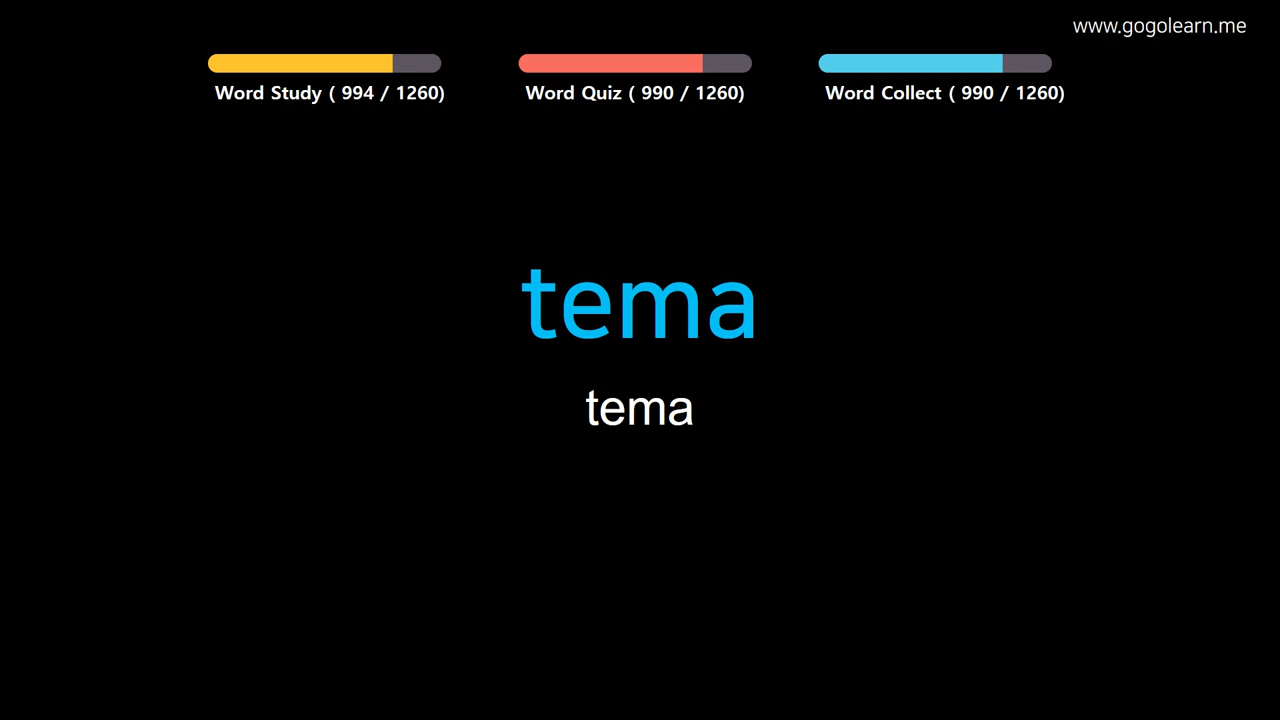 www.gogolearn.me
Word Study ( 994 / 1260)
Word Quiz ( 990 / 1260)
Word Collect ( 990 / 1260)
tema
tema